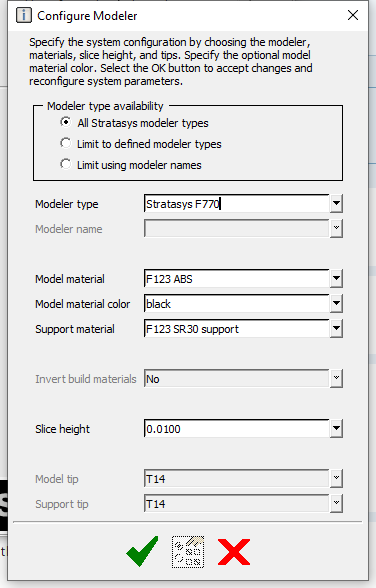 Configure Modeler
Specify the system configuration by choosing the modeler,
materials, slice height, and tips. Specify the optional model
material color. Select the OK button to accept changes and
reconfigure system parameters.
Modeler type availability
All Stratasys modeler types
Limit to defined modeler types
Limit using modeler names
Modeler type Stratasys F770
Modeler name
Model material F123 ABS
Model material color black
Support material F123 SR30 support
Invert build materials No
Slice height 0.0100
Model tip T14
Support tip T14